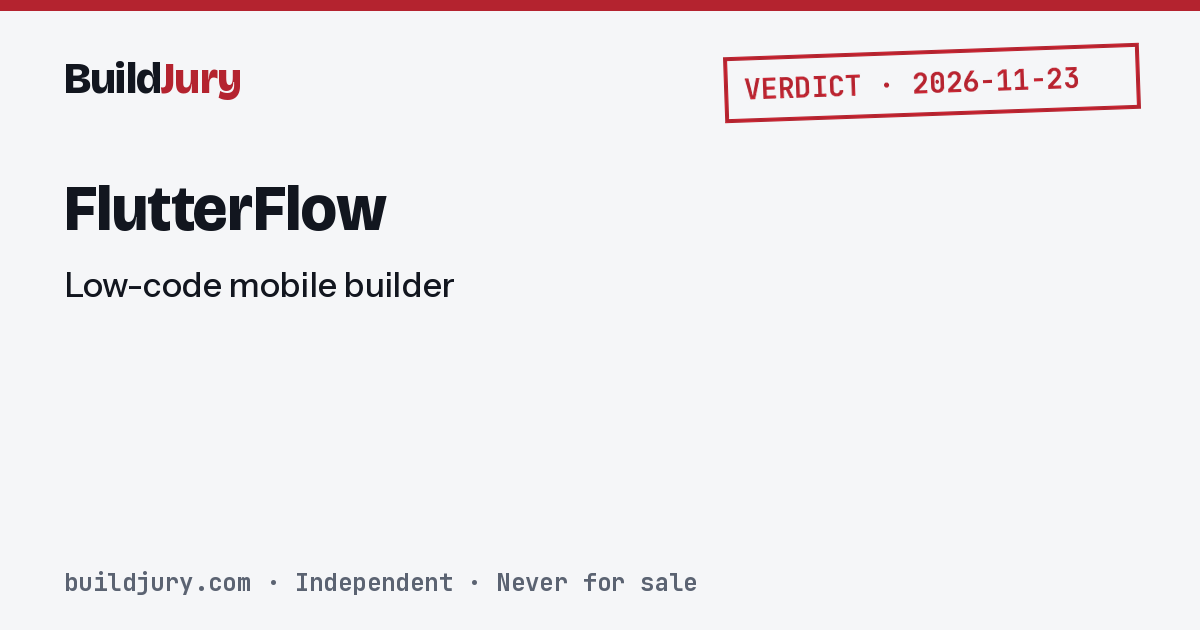 BuildJury
VERDICT · 2026-11-23
FlutterFlow
Low-code mobile builder
buildjury.com · Independent · Never for sale